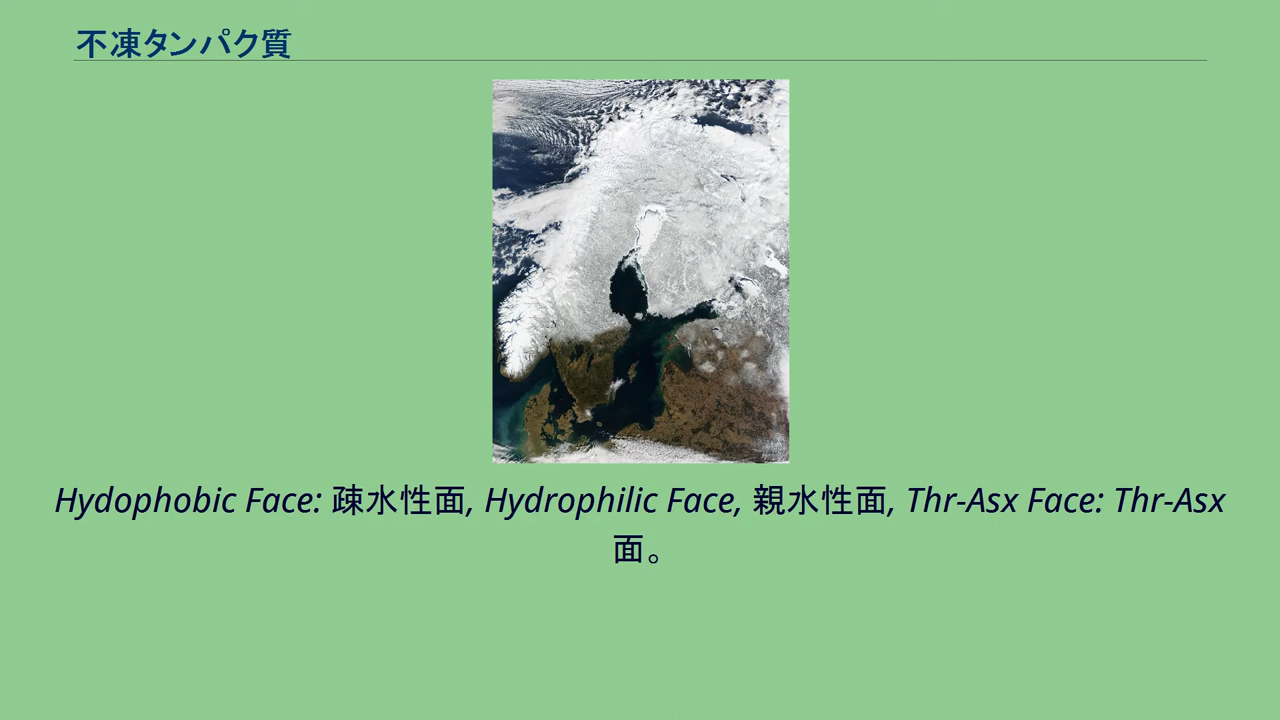 不凍タンパク質
Hydophobic Face: 疎水性面, Hydrophilic Face, 親水性面, Thr-Asx Face: Thr-Asx
面。